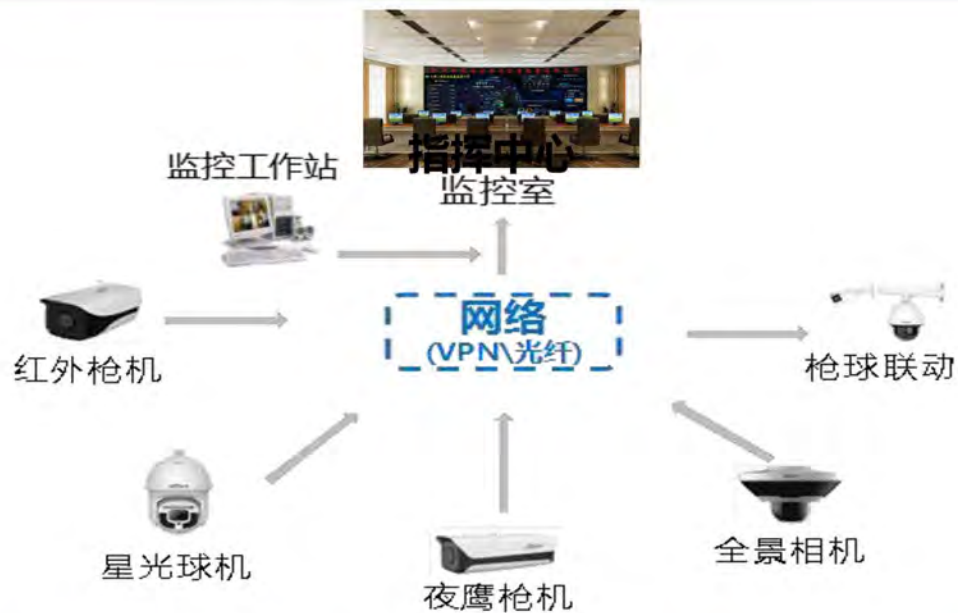 指挥中心
监控室
监控工作站
网络
(VPN\光纤)
红外枪机
枪球联动
星光球机
全景相机
夜鹰枪机